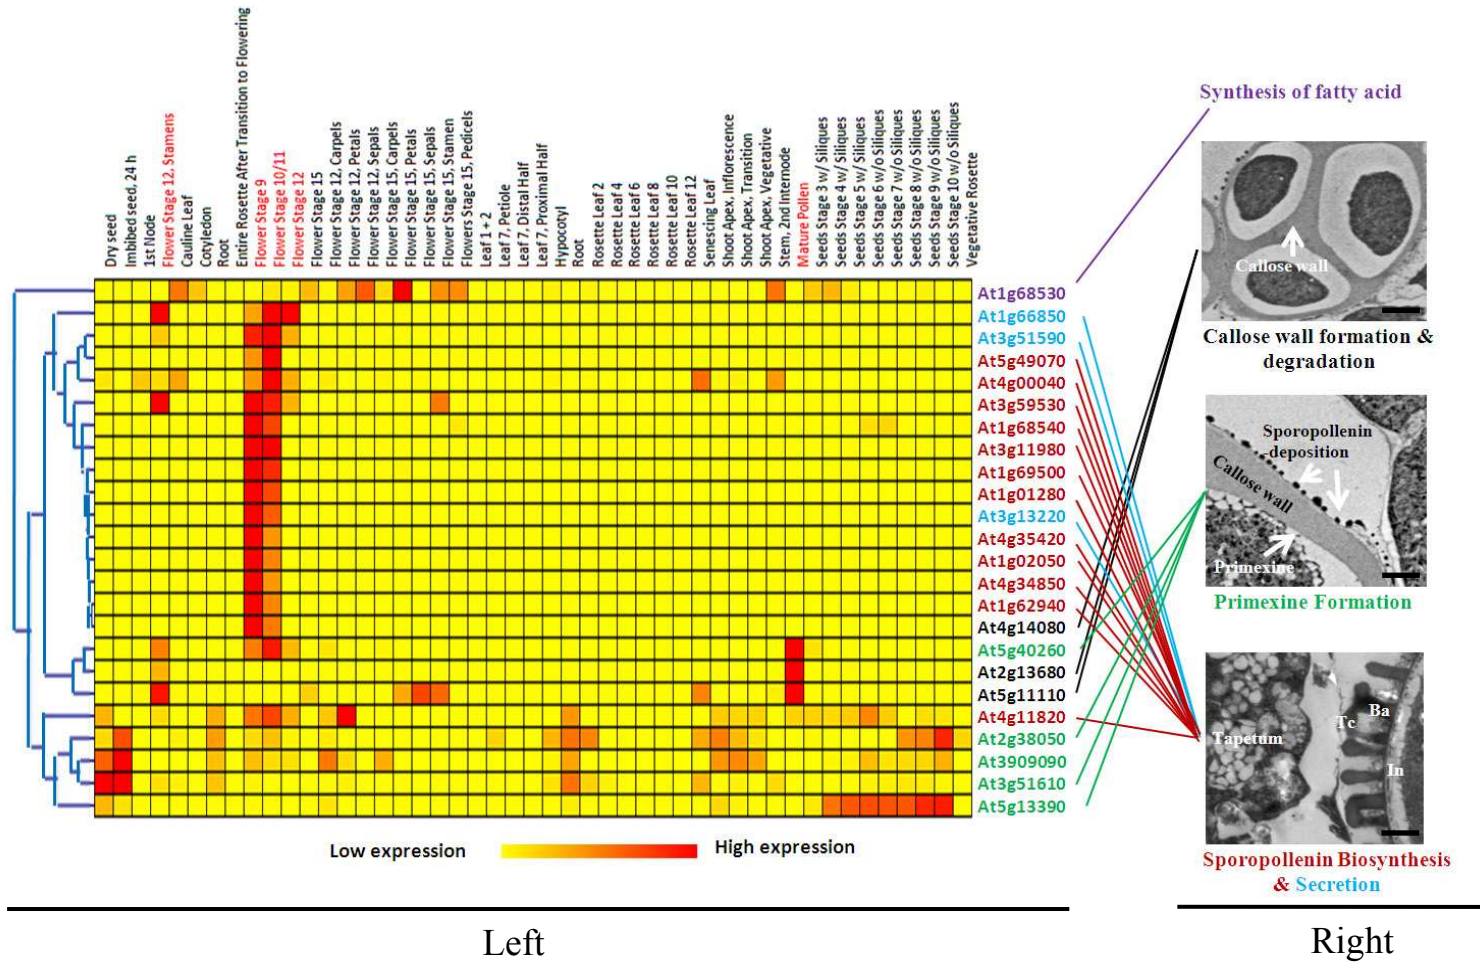 Dry seed
Imbibed seed, 24 h
1st Node
Flower Stage 12, Stamens
Cauline Leaf
Cotyledon
Root
Entire Rosette After Transition to Flowering
Flower Stage 9
Flower Stage 10/11
Flower Stage 12
Flower Stage 15
Flower Stage 12, Carpels
Flower Stage 12, Petals
Flower Stage 12, Sepals
Flower Stage 15, Carpels
Flower Stage 15, Petals
Flower Stage 15, Sepals
Flower Stage 15, Stamen
Flowers Stage 15, Pedicels
Leaf 1 + 2
Leaf 7, Petiole
Leaf 7, Distal Half
Leaf 7, Proximal Half
Hypocotyl
Root
Rosette Leaf 2
Rosette Leaf 4
Rosette Leaf 6
Rosette Leaf 8
Rosette Leaf 10
Rosette Leaf 12
Senescing Leaf
Shoot Apex, Inflorescence
Shoot Apex, Transition
Shoot Apex, Vegetative
Stem, 2nd Internode
Mature Pollen
Seeds Stage 3 w/ Siliques
Seeds Stage 4 w/ Siliques
Seeds Stage 5 w/ Siliques
Seeds Stage 6 w/o Siliques
Seeds Stage 7 w/o Siliques
Seeds Stage 8 w/o Siliques
Seeds Stage 9 w/o Siliques
Seeds Stage 10 w/o Siliques
Vegetative Rosette
At1g68530
At1g66850
At3g51590
At5g49070
At4g00040
At3g59530
At1g68540
At3g11980
At1g69500
At1g01280
At3g13220
At4g35420
At1g02050
At4g34850
At1g62940
At4g14080
At5g40260
At2g13680
At5g11110
At4g11820
At2g38050
At3909090
At3g51610
At5g13390
Low expression
High expression
Left
Synthesis of fatty acid
Callose wall
Callose wall formation &
degradation
Sporopollenin
deposition
Callose wall
Primexine
Primexine Formation
Tapetum
Tc
Ba
In
Sporopollenin Biosynthesis
& Secretion
Right